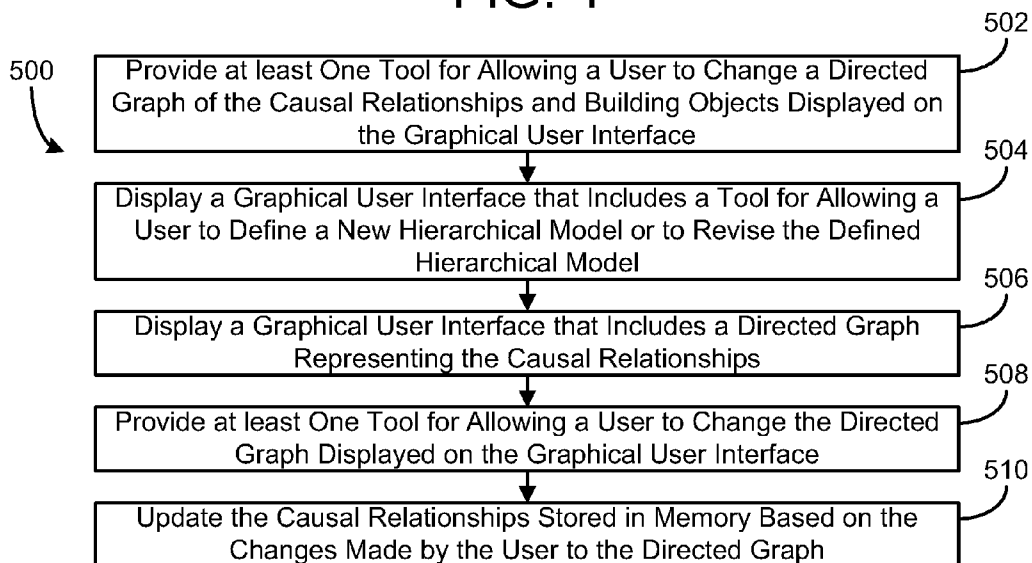 502
500
Provide at least One Tool for Allowing a User to Change a Directed
Graph of the Causal Relationships and Building Objects Displayed on
the Graphical User Interface
504
Display a Graphical User Interface that Includes a Tool for Allowing a
User to Define a New Hierarchical Model or to Revise the Defined
Hierarchical Model
506
Display a Graphical User Interface that Includes a Directed Graph
Representing the Causal Relationships
508
Provide at least One Tool for Allowing a User to Change the Directed
Graph Displayed on the Graphical User Interface
510
Update the Causal Relationships Stored in Memory Based on the
Changes Made by the User to the Directed Graph